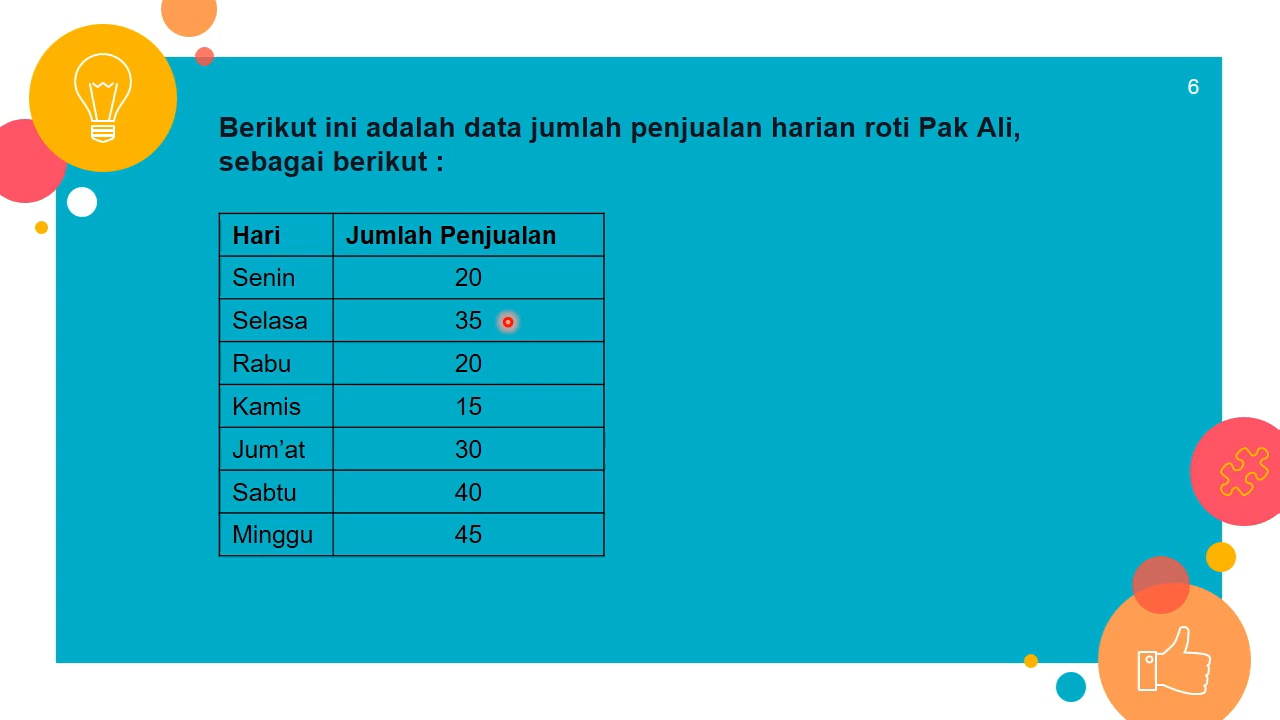 6
Berikut ini adalah data jumlah penjualan harian roti Pak Ali,
sebagai berikut :
Hari Jumlah Penjualan
Senin 20
Selasa 35
Rabu 20
Kamis 15
Jum’at 30
Sabtu 40
Minggu 45